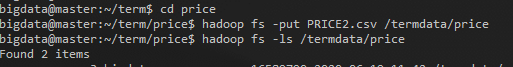 bigdata@master:~/term$ cd price
bigdata@master:~/term/price$ hadoop fs -put PRICE2.csv /termdata/price
bigdata@master:~/term/price$ hadoop fs -ls /termdata/price
Found 2 items